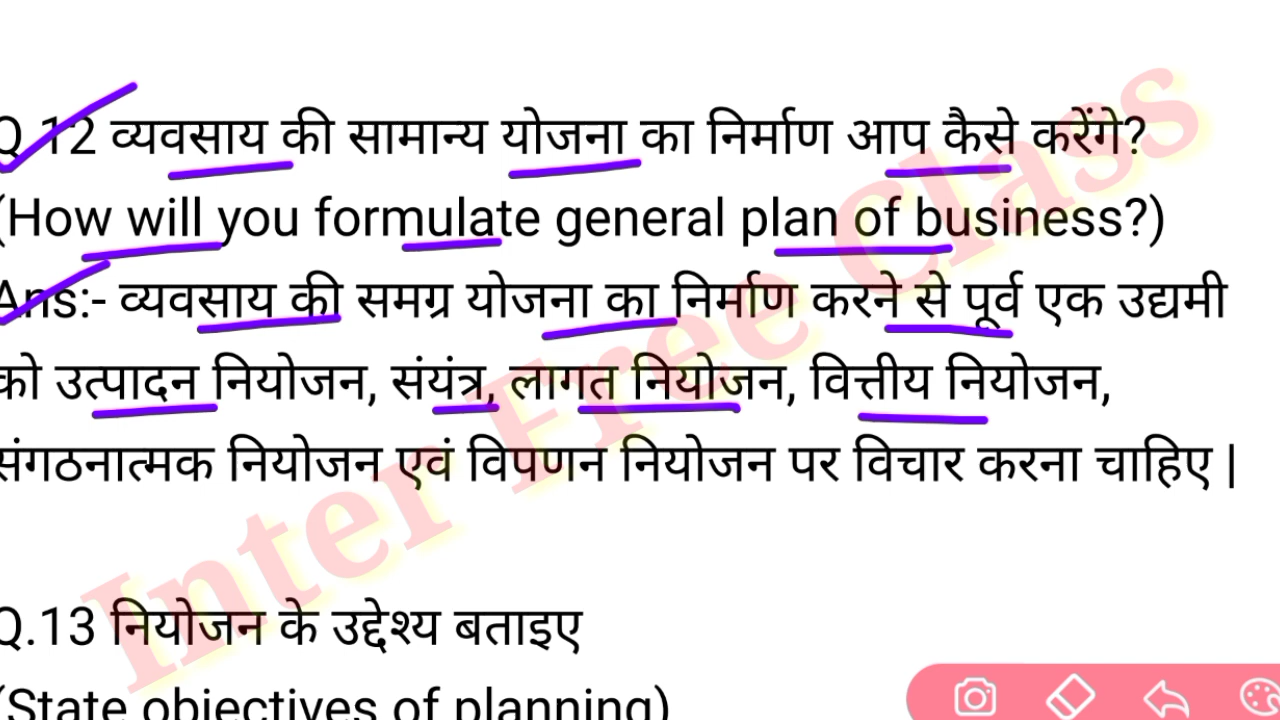 Q.12 व्यवसाय की सामान्य योजना का निर्माण आप कैसे करेंगे?
(How will you formulate general plan of business?)
Ans:- व्यवसाय की समग्र योजना का निर्माण करने से पूर्व एक उद्यमी
को उत्पादन नियोजन, संयंत्र, लागत नियोजन, वित्तीय नियोजन,
संगठनात्मक नियोजन एवं विपणन नियोजन पर विचार करना चाहिए |
Q.13 नियोजन के उद्देश्य बताइए
(State objectives of planning)
Inter Free Class